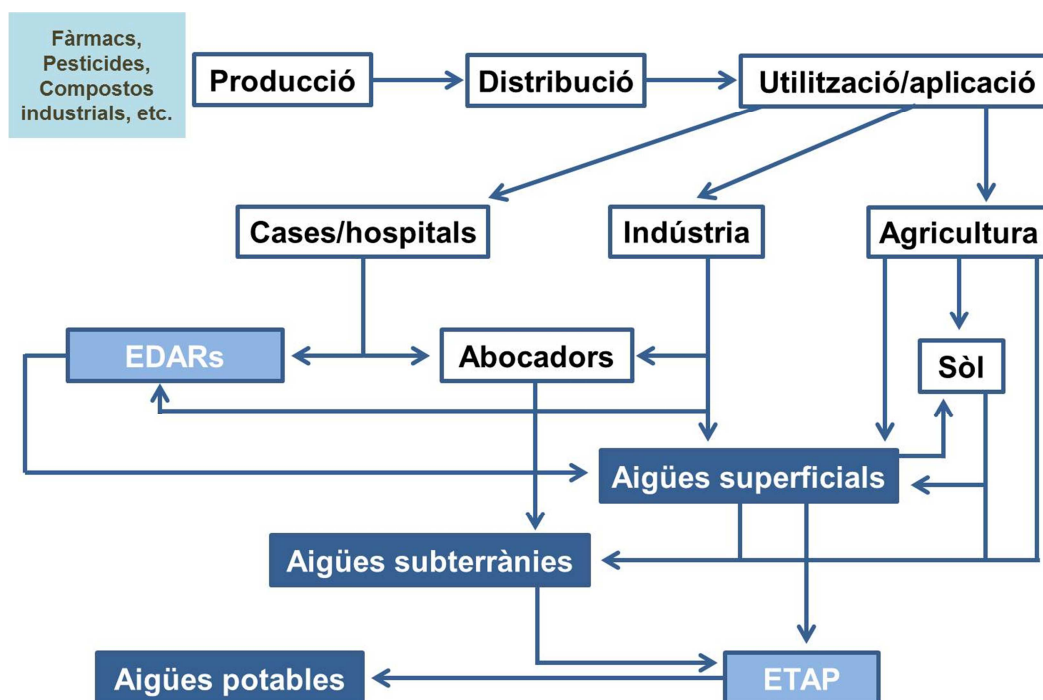 Fàrmacs,
Pesticides,
Compostos
industrials, etc.
Producció
Distribució
Utilització/aplicació
Cases/hospitals
Indústria
Agricultura
EDARs
Abocadors
Sòl
Aigües superficials
Aigües subterrànies
Aigües potables
ETAP